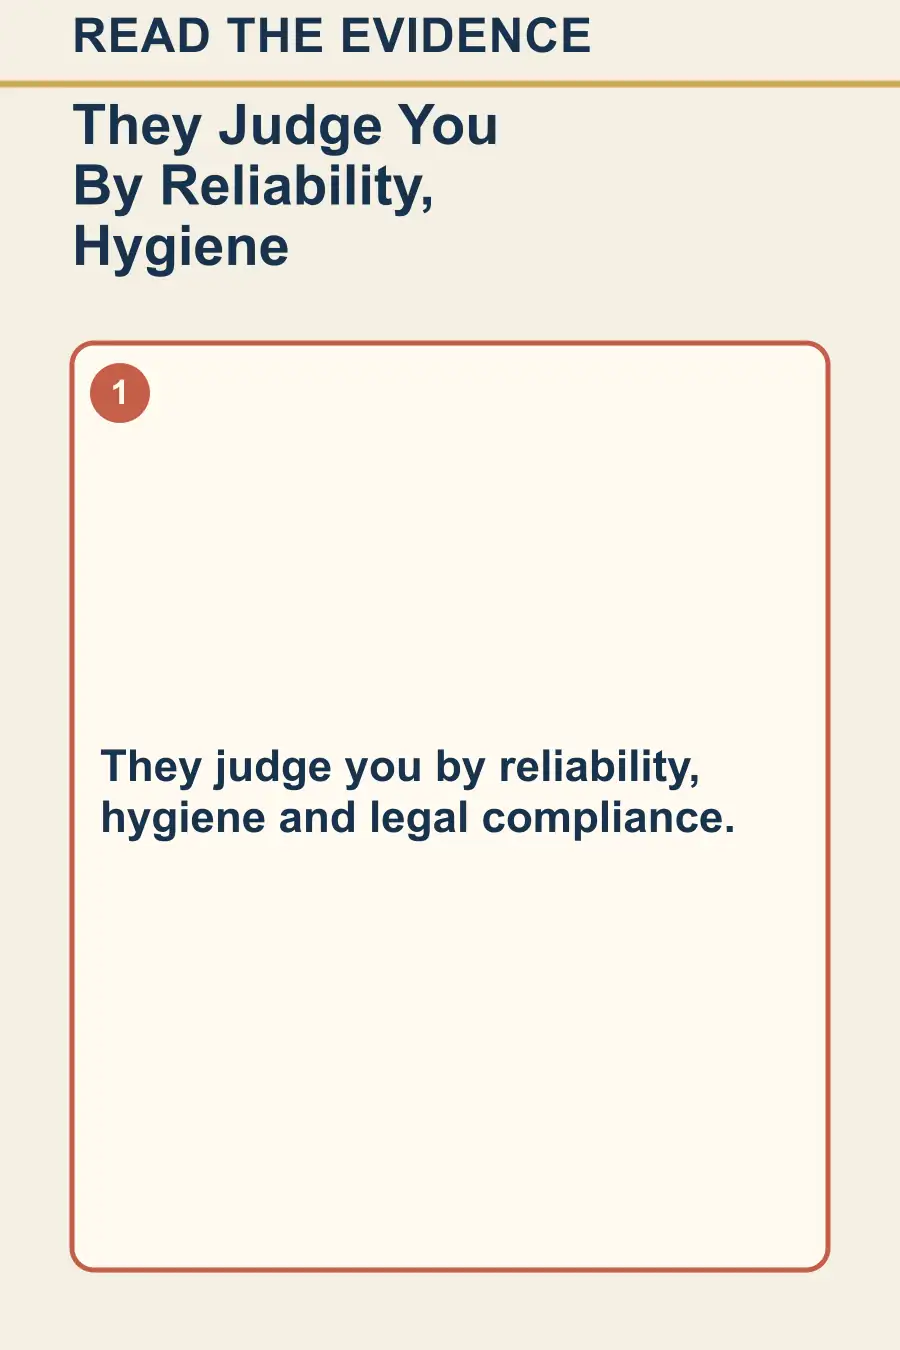 READ THE EVIDENCE
They Judge You
By Reliability,
Hygiene
1
They judge you by reliability,
hygiene and legal compliance.